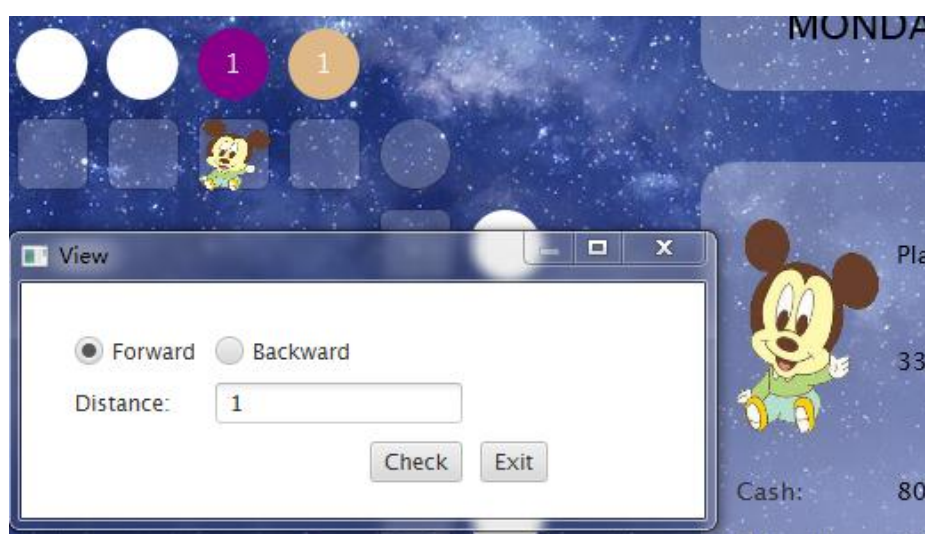 MONDA
1 1
View
Pla
Forward Backward
33
Distance: 1
Check Exit
Cash: 80